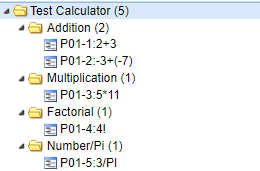 Test Calculator (5)
Addition (2)
P01-1:2+3
P01-2:-3+(-7)
Multiplication (1)
P01-3:5*11
Factorial (1)
P01-4:4!
Number/Pi (1)
P01-5:3/PI